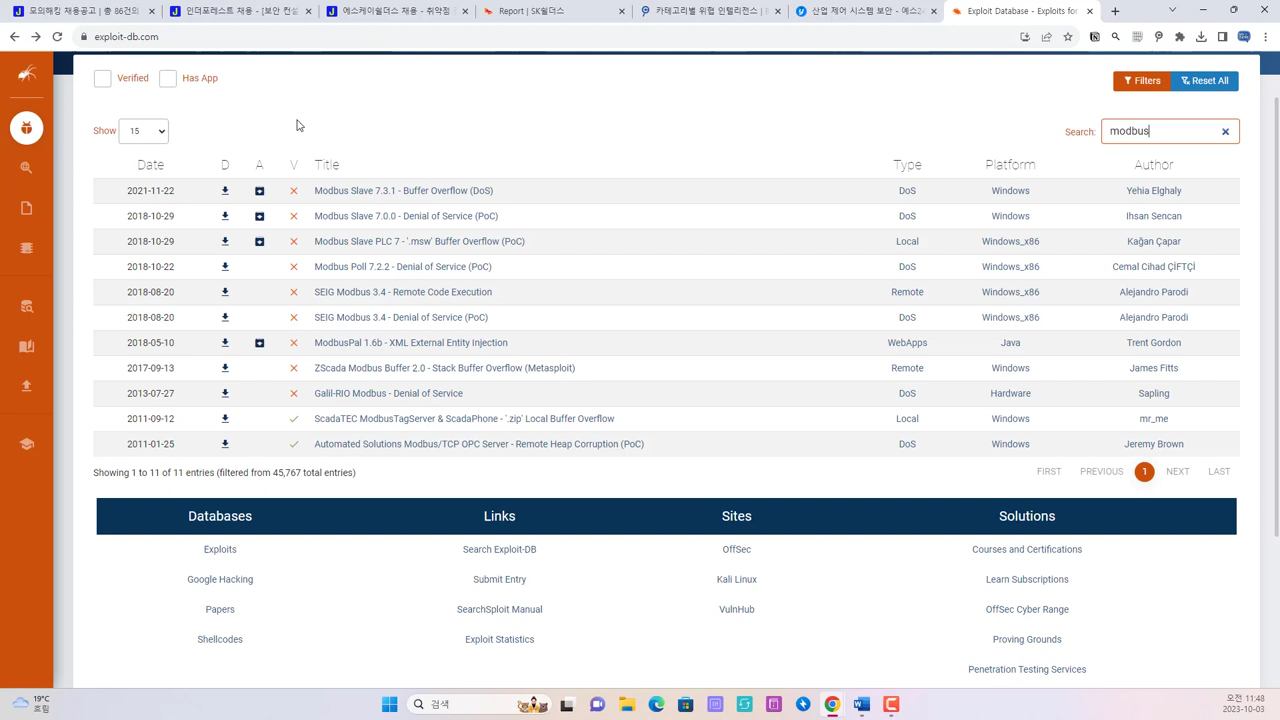 모의해킹 채용공고 | 총 86건의
인더포레스트 채용 - [보안 컨설
에스케이쉴더스 채용 - 취약점
Report | SK쉴더스
카테고리별 위협 인텔리전스 |
산업 제어 시스템 보안 - 예스24
Exploit Database - Exploits for
exploit-db.com
Verified
Has App
Filters
Reset All
Show 15
Search: modbus
Date D A V Title Type Platform Author
2021-11-22 Modbus Slave 7.3.1 - Buffer Overflow (DoS) DoS Windows Yehia Elghaly
2018-10-29 Modbus Slave 7.0.0 - Denial of Service (PoC) DoS Windows Ihsan Sencan
2018-10-29 Modbus Slave PLC 7 - '.msw' Buffer Overflow (PoC) Local Windows_x86 Kağan Çapar
2018-10-22 Modbus Poll 7.2.2 - Denial of Service (PoC) DoS Windows_x86 Cemal Cihad ÇİFTÇİ
2018-08-20 SEIG Modbus 3.4 - Remote Code Execution Remote Windows_x86 Alejandro Parodi
2018-08-20 SEIG Modbus 3.4 - Denial of Service (PoC) DoS Windows_x86 Alejandro Parodi
2018-05-10 ModbusPal 1.6b - XML External Entity Injection WebApps Java Trent Gordon
2017-09-13 ZScada Modbus Buffer 2.0 - Stack Buffer Overflow (Metasploit) Remote Windows James Fitts
2013-07-27 Galil-RIO Modbus - Denial of Service DoS Hardware Sapling
2011-09-12 ScadaTEC ModbusTagServer & ScadaPhone - '.zip' Local Buffer Overflow Local Windows mr_me
2011-01-25 Automated Solutions Modbus/TCP OPC Server - Remote Heap Corruption (PoC) DoS Windows Jeremy Brown
Showing 1 to 11 of 11 entries (filtered from 45,767 total entries)
FIRST PREVIOUS 1 NEXT LAST
Databases Links Sites Solutions
Exploits Search Exploit-DB OffSec Courses and Certifications
Google Hacking Submit Entry Kali Linux Learn Subscriptions
Papers SearchSploit Manual VulnHub OffSec Cyber Range
Shellcodes Exploit Statistics Proving Grounds
Penetration Testing Services
19°C
흐림
검색
오전 11:48
2023-10-03